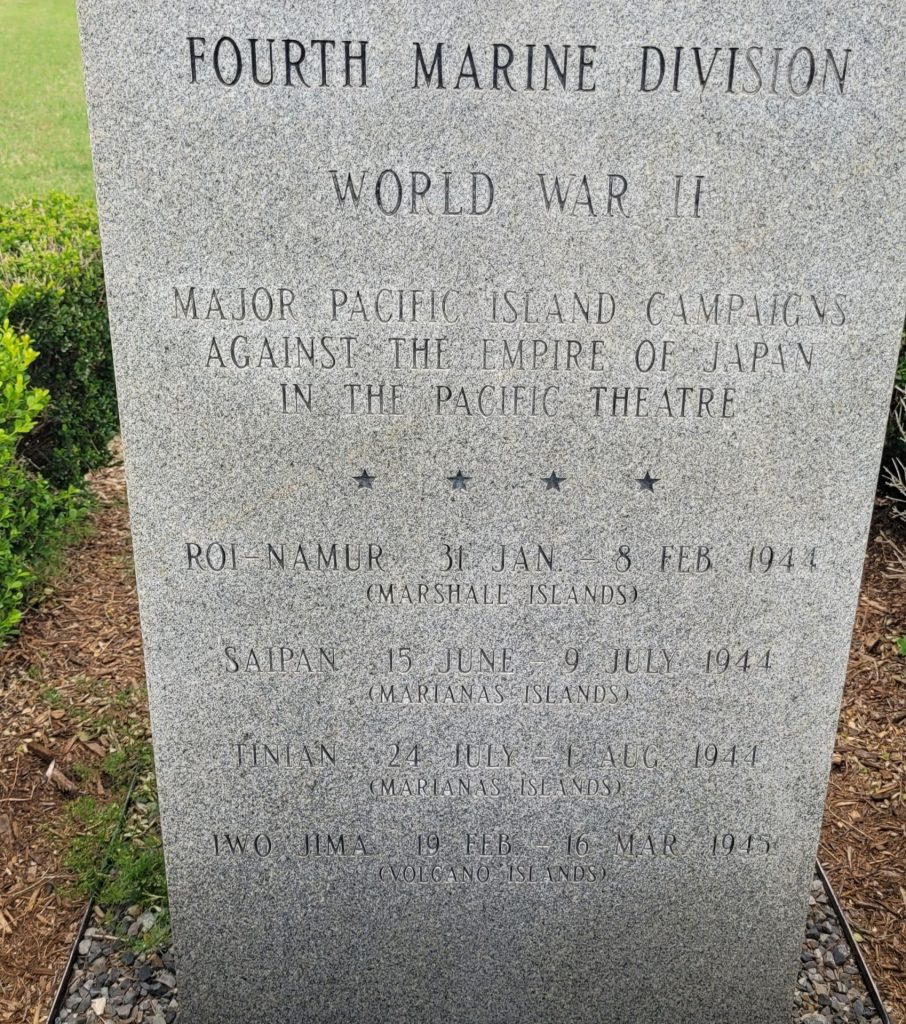 FOURTH MARINE DIVISION
WORLD WAR II
MAJOR PACIFIC ISLAND CAMPAIGNS
AGAINST THE EMPIRE OF JAPAN
IN THE PACIFIC THEATRE
★ ★ ★ ★
ROI-NAMUR 31 JAN. - 8 FEB. 1944
(MARSHALL ISLANDS)
SAIPAN 15 JUNE - 9 JULY 1944
(MARIANAS ISLANDS)
TINIAN 24 JULY - 1 AUG. 1944
(MARIANAS ISLANDS)
IWO JIMA 19 FEB. - 16 MAR. 1945
(VOLCANO ISLANDS)